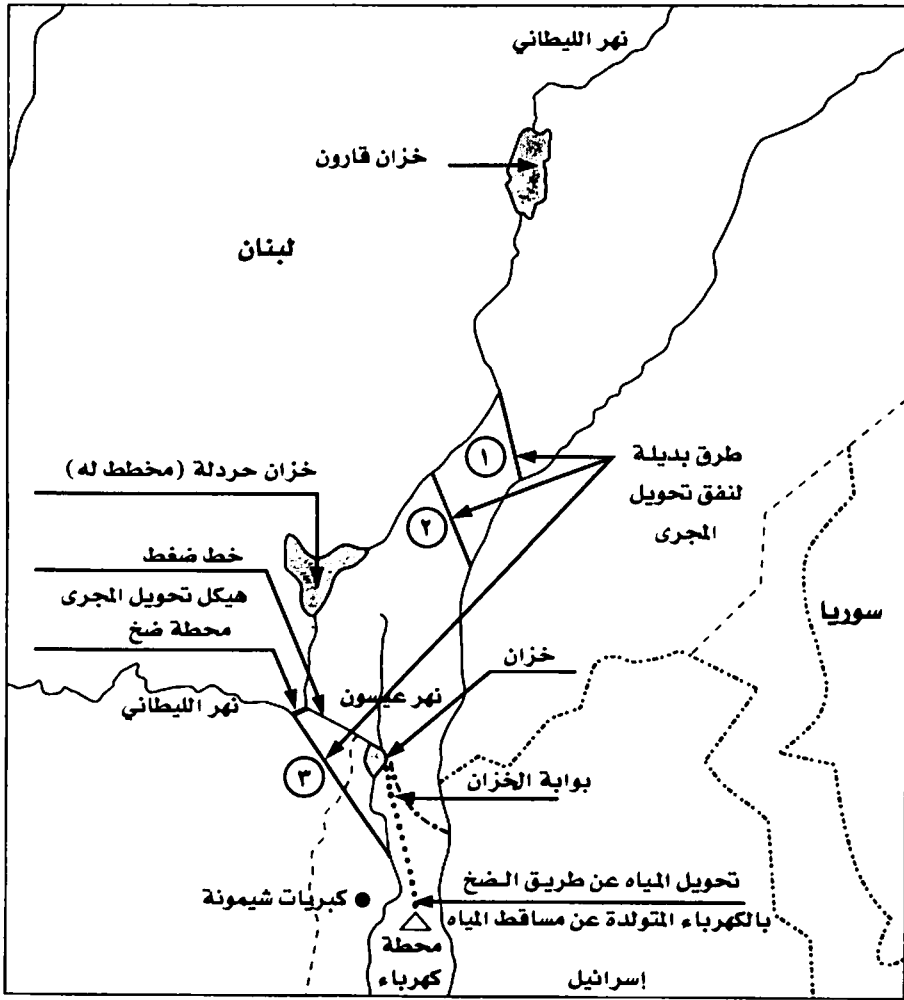 نهر الليطاني
خزان قارون
لبنان
١
طرق بديلة
لنفق تحويل
المجرى
٢
خزان حردلة (مخطط له)
خط ضغط
هيكل تحويل المجرى
محطة ضخ
سوريا
خزان
نهر عيسون
نهر الليطاني
٣
بوابة الخزان
تحويل المياه عن طريق الضخ
بالكهرباء المتولدة عن مساقط المياه
كبريات شيمونة
محطة
كهرباء
إسرائيل